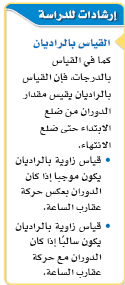 إرشادات للدراسة
القياس بالراديان
كما في القياس
بالدرجات، فإن القياس
بالراديان يقيس مقدار
الدوران من ضلع
الابتداء حتى ضلع
الانتهاء.
• قياس زاوية بالراديان
يكون موجبا إذا كان
الدوران بعكس حركة
عقارب الساعة.
• قياس زاوية بالراديان
يكون سالبًا إذا كان
الدوران مع حركة
عقارب الساعة.